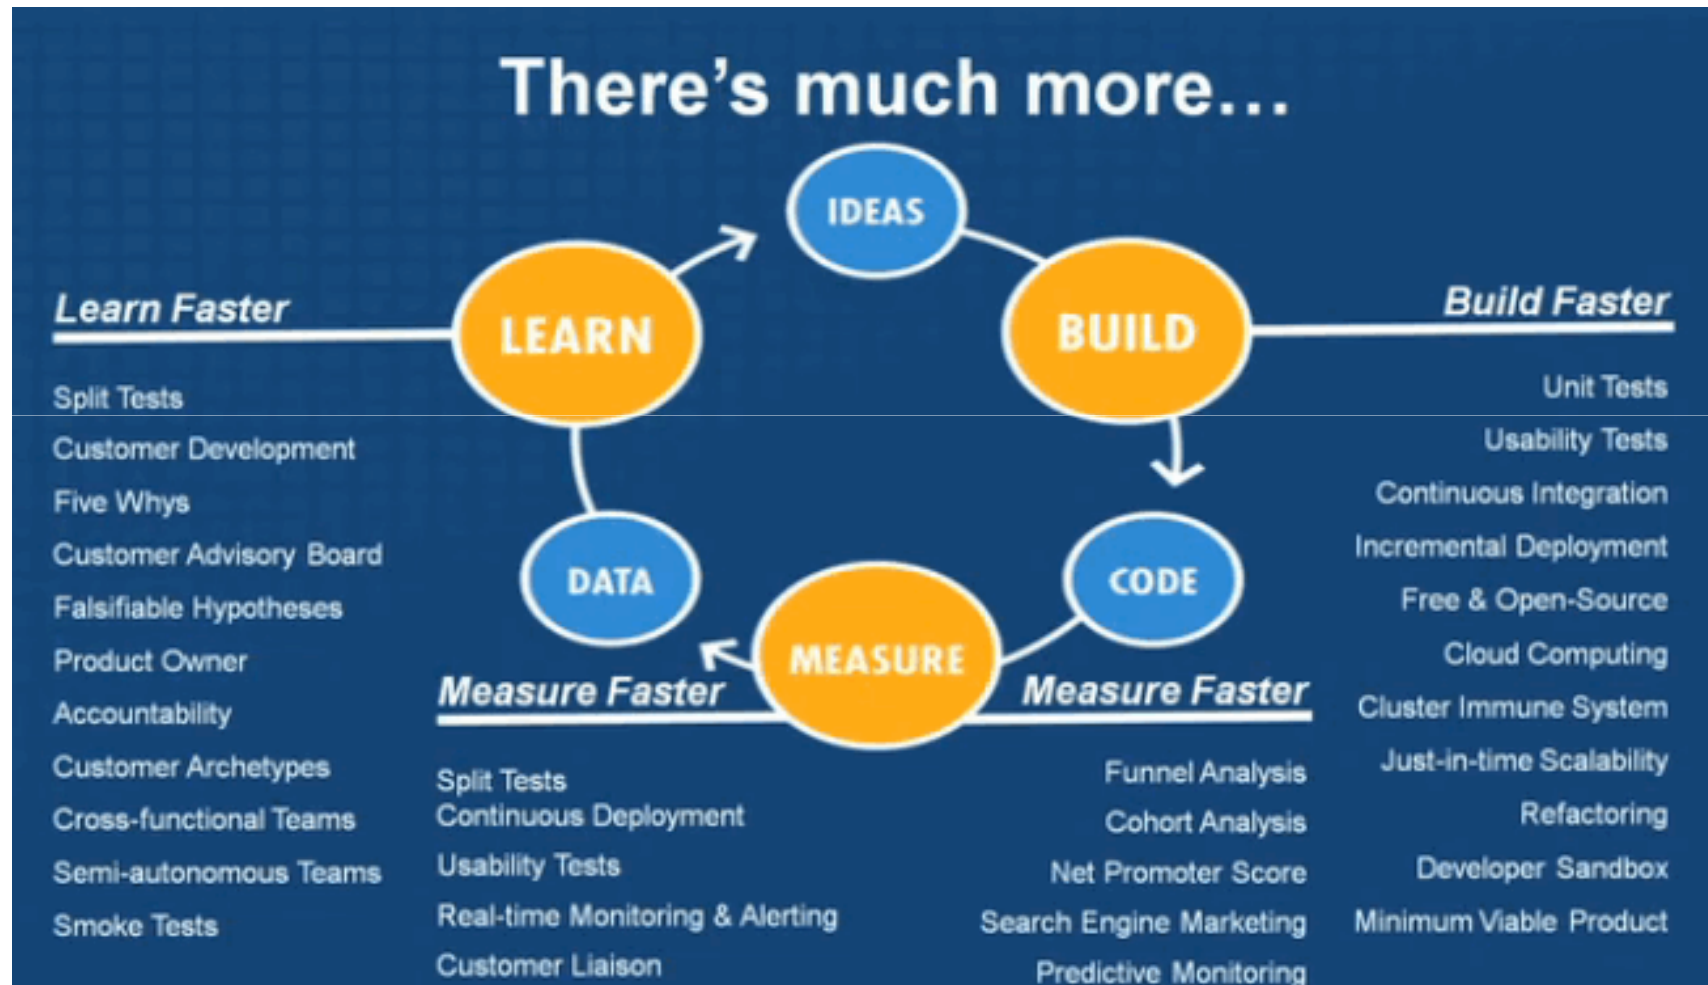 There's much more...
IDEAS
LEARN
BUILD
Learn Faster
Build Faster
Split Tests
Customer Development
Five Whys
Customer Advisory Board
Falsifiable Hypotheses
Product Owner
Accountability
Customer Archetypes
Cross-functional Teams
Semi-autonomous Teams
Smoke Tests
DATA
CODE
MEASURE
Measure Faster
Split Tests
Continuous Deployment
Usability Tests
Real-time Monitoring & Alerting
Customer Liaison
Measure Faster
Funnel Analysis
Cohort Analysis
Net Promoter Score
Search Engine Marketing
Predictive Monitoring
Unit Tests
Usability Tests
Continuous Integration
Incremental Deployment
Free & Open-Source
Cloud Computing
Cluster Immune System
Just-in-time Scalability
Refactoring
Developer Sandbox
Minimum Viable Product